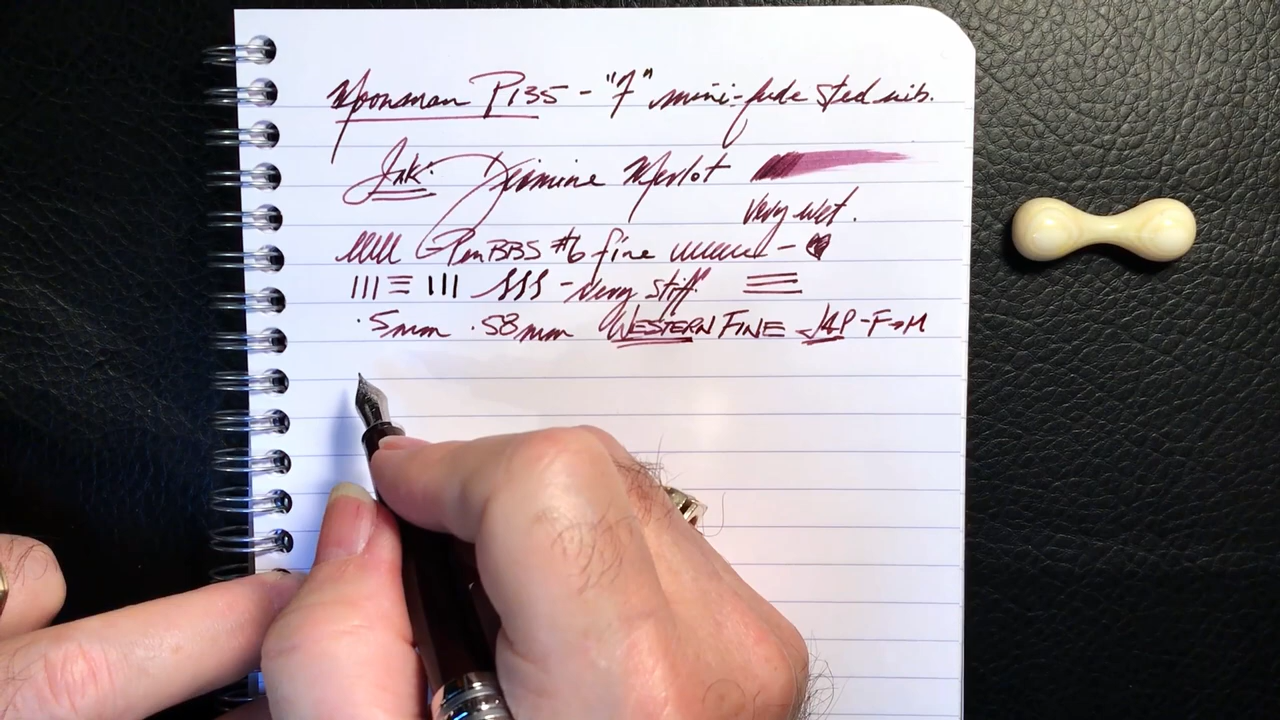 Moonman P135 - "F" mini-fude steel nib.
Ink: Diamine Merlot
Very wet.
PenBBS #6 fine -
- very stiff.
.5mm .58mm WESTERN FINE JAP-F→M